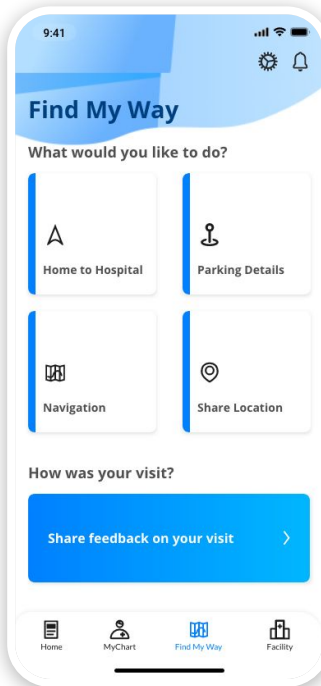 9:41
Find My Way
What would you like to do?
Home to Hospital
Parking Details
Navigation
Share Location
How was your visit?
Share feedback on your visit
Home
MyChart
Find My Way
Facility